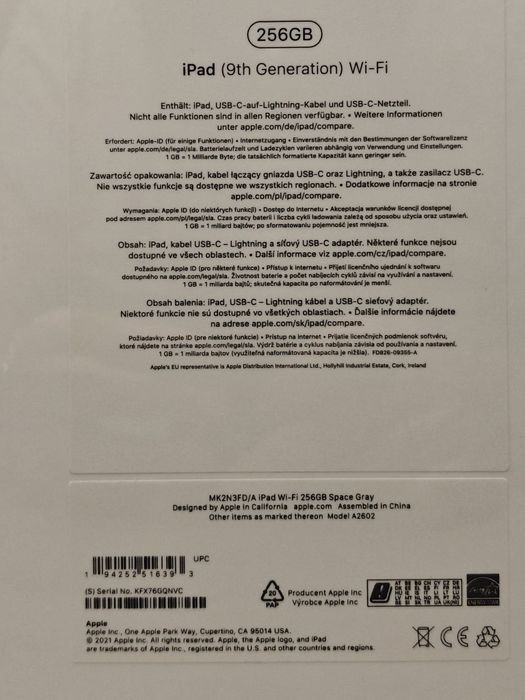 256GB
iPad (9th Generation) Wi-Fi
Enthält: iPad, USB-C-auf-Lightning-Kabel und USB-C-Netzteil.
Nicht alle Funktionen sind in allen Regionen verfügbar. • Weitere Informationen
unter apple.com/de/ipad/compare.
Erfordert: Apple-ID (für einige Funktionen) • Internetzugang • Einverständnis mit den Bestimmungen der Softwarelizenz
unter apple.com/de/legal/sla. Batterielaufzeit und Ladezyklen variieren abhängig von Verwendung und Einstellungen.
1 GB = 1 Milliarde Byte; die tatsächlich formatierte Kapazität kann geringer sein.
Zawartość opakowania: iPad, kabel łączący gniazda USB-C oraz Lightning, a także zasilacz USB-C.
Nie wszystkie funkcje są dostępne we wszystkich regionach. • Dodatkowe informacje na stronie
apple.com/pl/ipad/compare.
Wymagania: Apple ID (do niektórych funkcji) • Dostęp do Internetu • Akceptacja warunków licencji dostępnej
pod adresem apple.com/pl/legal/sla. Czas pracy baterii i liczba cykli ładowania zależą od sposobu użycia oraz ustawień.
1 GB = 1 miliard bajtów; po sformatowaniu pojemność jest mniejsza.
Obsah: iPad, kabel USB-C – Lightning a síťový USB-C adaptér. Některé funkce nejsou
dostupné ve všech oblastech. • Další informace viz apple.com/cz/ipad/compare.
Požadavky: Apple ID (pro některé funkce) • Přístup k internetu • Přijetí licenčního ujednání k softwaru
dostupného na apple.com/legal/sla. Životnost baterie a počet nabíjecích cyklů závisí na využívání a nastavení.
1 GB = 1 miliarda bajtů; skutečná kapacita po naformátování je menší.
Obsah balenia: iPad, USB-C – Lightning kábel a USB-C sieťový adaptér.
Niektoré funkcie nie sú dostupné vo všetkých oblastiach. • Ďalšie informácie nájdete
na adrese apple.com/sk/ipad/compare.
Požiadavky: Apple ID (pre niektoré funkcie) • Prístup na internet • Prijatie licenčných podmienok softvéru,
ktoré nájdete na stránke apple.com/legal/sla. Výdrž batérie a cyklus nabíjania závisia od používania a nastavení.
1 GB = 1 miliarda bajtov (využiteľná naformátovaná kapacita je nižšia). FD826-09355-A
Apple's EU representative is Apple Distribution International Ltd., Hollyhill Industrial Estate, Cork, Ireland
MK2N3FD/A iPad Wi-Fi 256GB Space Gray
Designed by Apple in California apple.com Assembled in China
Other items as marked thereon Model A2602
UPC
1 94252 51639 3
(S) Serial No. KFX76GQNVC
20
PAP
Producent Apple Inc
Výrobce Apple Inc
Apple
Apple Inc., One Apple Park Way, Cupertino, CA 95014 USA.
© 2021 Apple Inc. All rights reserved. Apple, the Apple logo, and iPad
are trademarks of Apple Inc., registered in the U.S. and other countries and regions.
CE